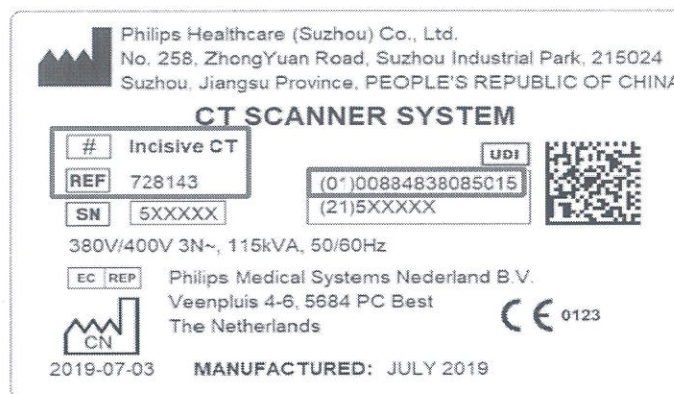 Philips Healthcare (Suzhou) Co., Ltd.
No. 258, ZhongYuan Road, Suzhou Industrial Park, 215024
Suzhou, Jiangsu Province, PEOPLE'S REPUBLIC OF CHINA
CT SCANNER SYSTEM
# Incisive CT
UDI
REF 728143
(01)00884838085015
SN 5XXXXX
(21)5XXXXX
380V/400V 3N~, 115kVA, 50/60Hz
EC REP Philips Medical Systems Nederland B.V.
Veenpluis 4-6, 5684 PC Best
The Netherlands
CE 0123
CN
2019-07-03 MANUFACTURED: JULY 2019